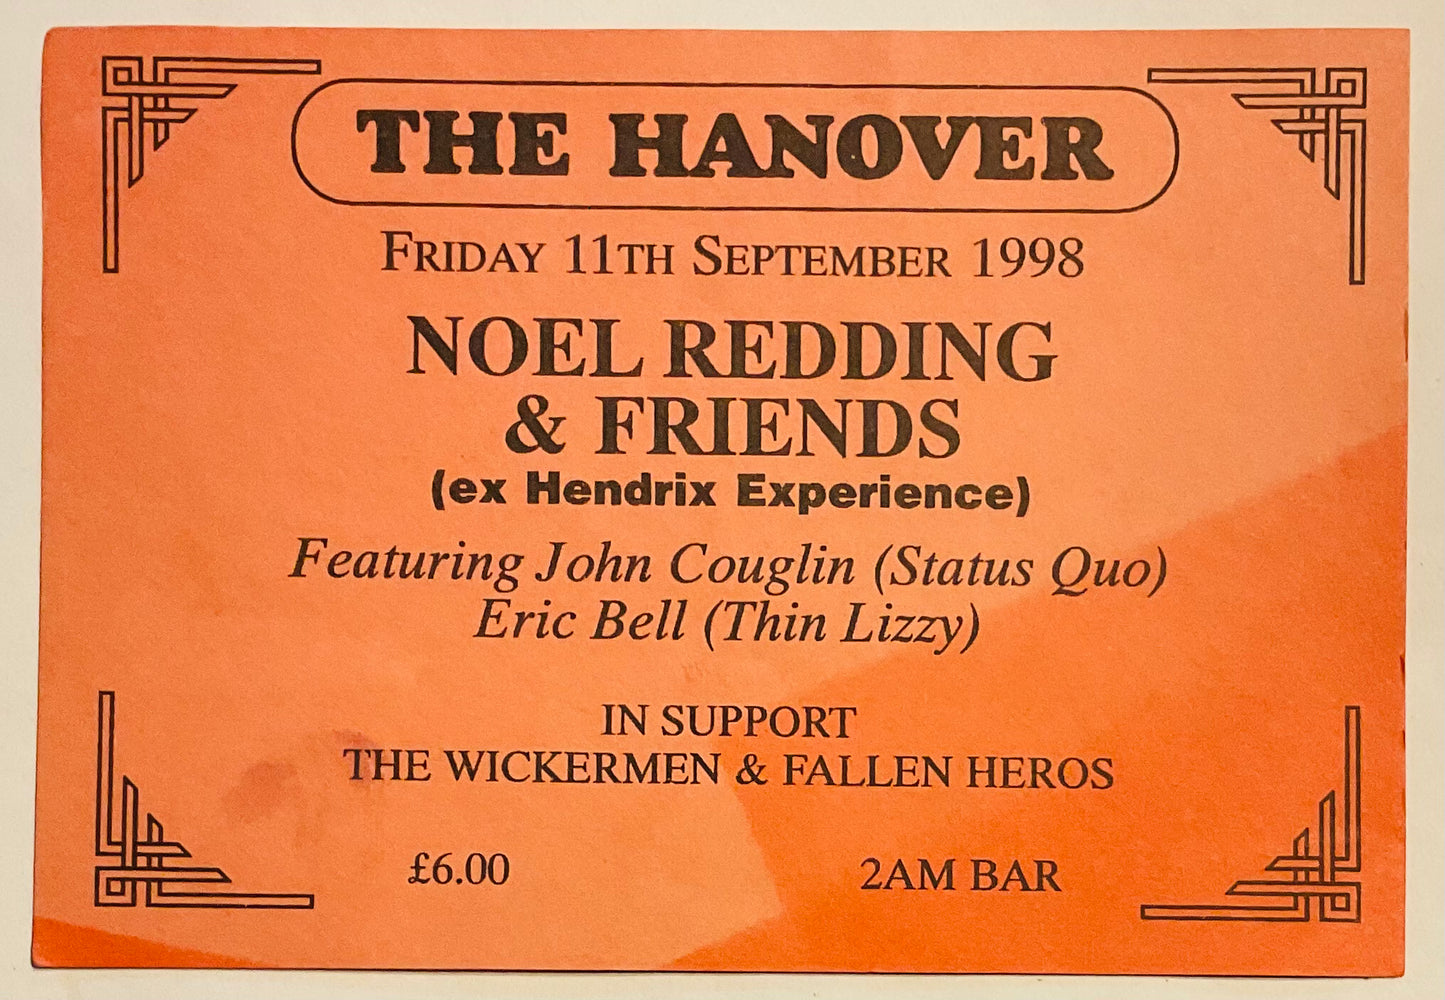 THE HANOVER
FRIDAY 11TH SEPTEMBER 1998
NOEL REDDING
& FRIENDS
(ex Hendrix Experience)
Featuring John Couglin (Status Quo)
Eric Bell (Thin Lizzy)
IN SUPPORT
THE WICKERMEN & FALLEN HEROS
£6.00 2AM BAR